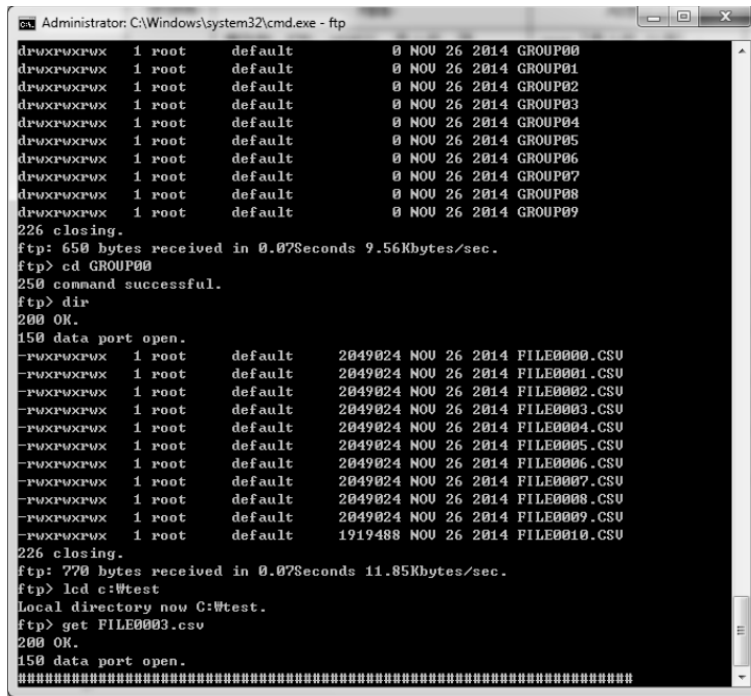 Administrator: C:\Windows\system32\cmd.exe - ftp
drwxrwxrwx 1 root default 0 NOV 26 2014 GROUP00
drwxrwxrwx 1 root default 0 NOV 26 2014 GROUP01
drwxrwxrwx 1 root default 0 NOV 26 2014 GROUP02
drwxrwxrwx 1 root default 0 NOV 26 2014 GROUP03
drwxrwxrwx 1 root default 0 NOV 26 2014 GROUP04
drwxrwxrwx 1 root default 0 NOV 26 2014 GROUP05
drwxrwxrwx 1 root default 0 NOV 26 2014 GROUP06
drwxrwxrwx 1 root default 0 NOV 26 2014 GROUP07
drwxrwxrwx 1 root default 0 NOV 26 2014 GROUP08
drwxrwxrwx 1 root default 0 NOV 26 2014 GROUP09
226 closing.
ftp: 650 bytes received in 0.07Seconds 9.56Kbytes/sec.
ftp> cd GROUP00
250 command successful.
ftp> dir
200 OK.
150 data port open.
-rwxrwxrwx 1 root default 2049024 NOV 26 2014 FILE0000.CSV
-rwxrwxrwx 1 root default 2049024 NOV 26 2014 FILE0001.CSV
-rwxrwxrwx 1 root default 2049024 NOV 26 2014 FILE0002.CSV
-rwxrwxrwx 1 root default 2049024 NOV 26 2014 FILE0003.CSV
-rwxrwxrwx 1 root default 2049024 NOV 26 2014 FILE0004.CSV
-rwxrwxrwx 1 root default 2049024 NOV 26 2014 FILE0005.CSV
-rwxrwxrwx 1 root default 2049024 NOV 26 2014 FILE0006.CSV
-rwxrwxrwx 1 root default 2049024 NOV 26 2014 FILE0007.CSV
-rwxrwxrwx 1 root default 2049024 NOV 26 2014 FILE0008.CSV
-rwxrwxrwx 1 root default 2049024 NOV 26 2014 FILE0009.CSV
-rwxrwxrwx 1 root default 1919488 NOV 26 2014 FILE0010.CSV
226 closing.
ftp: 770 bytes received in 0.07Seconds 11.85Kbytes/sec.
ftp> lcd c:₩test
Local directory now C:₩test.
ftp> get FILE0003.csv
200 OK.
150 data port open.
#####################################################################